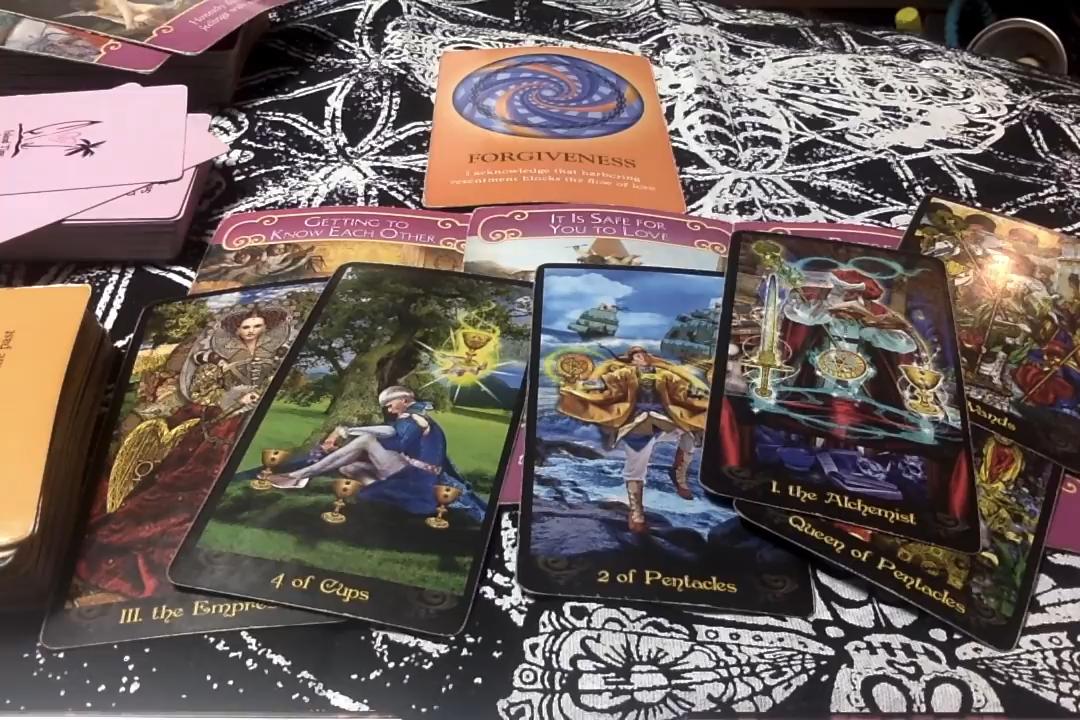 FORGIVENESS
I acknowledge that harboring
resentment blocks the flow of love
GETTING TO
KNOW EACH OTHER
IT IS SAFE FOR
YOU TO LOVE
Past
Wands
III. the Empress
4 of Cups
2 of Pentacles
I. the Alchemist
Queen of Pentacles